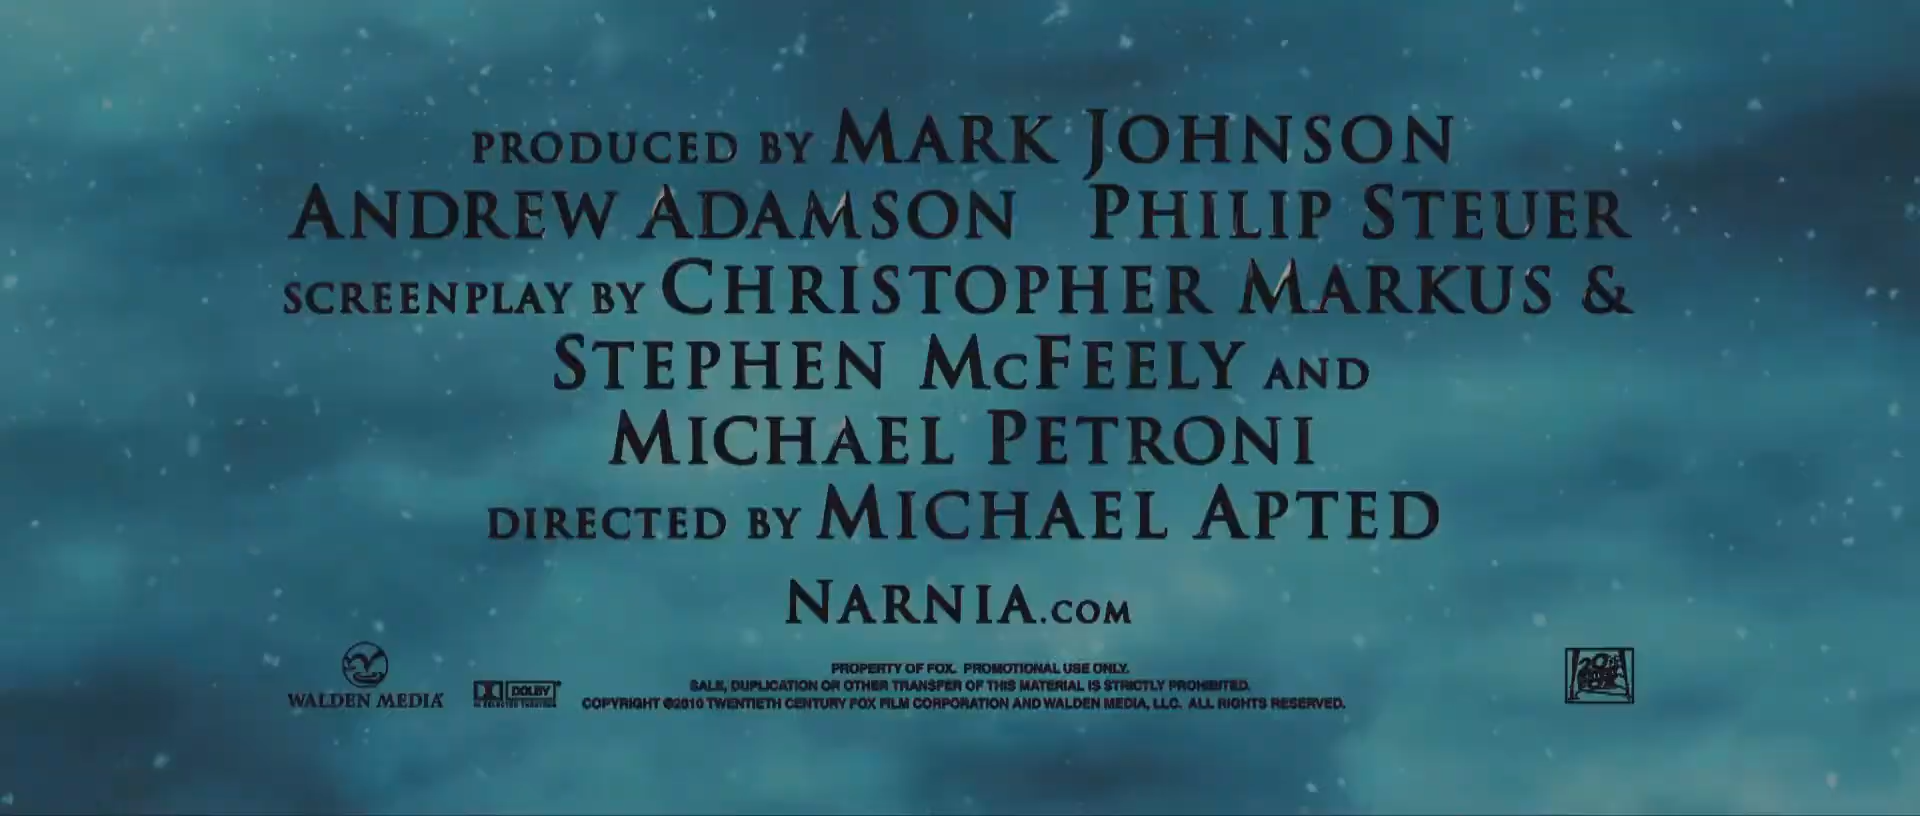 PRODUCED BY MARK JOHNSON
ANDREW ADAMSON PHILIP STEUER
SCREENPLAY BY CHRISTOPHER MARKUS &
STEPHEN MCFEELY AND
MICHAEL PETRONI
DIRECTED BY MICHAEL APTED
NARNIA.COM
PROPERTY OF FOX. PROMOTIONAL USE ONLY.
SALE, DUPLICATION OR OTHER TRANSFER OF THIS MATERIAL IS STRICTLY PROHIBITED.
WALDEN MEDIA DOLBY COPYRIGHT ©2010 TWENTIETH CENTURY FOX FILM CORPORATION AND WALDEN MEDIA, LLC. ALL RIGHTS RESERVED.
20TH CENTURY FOX